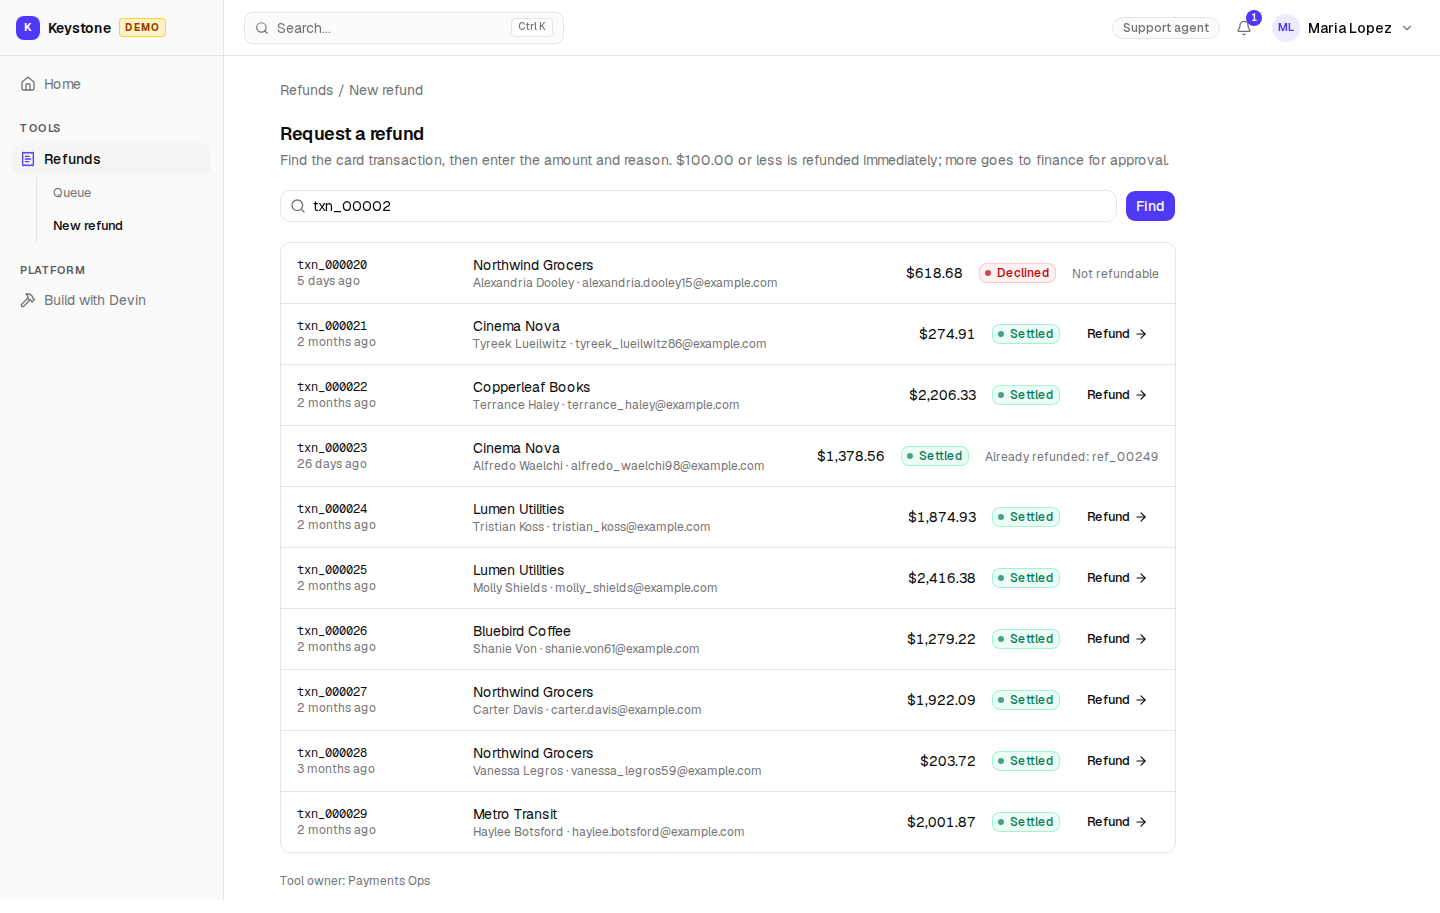 K Keystone DEMO
Search... Ctrl K
Support agent
1
ML Maria Lopez
Home
TOOLS
Refunds
Queue
New refund
PLATFORM
Build with Devin
Refunds / New refund
Request a refund
Find the card transaction, then enter the amount and reason. $100.00 or less is refunded immediately; more goes to finance for approval.
txn_00002 Find
txn_000020 Northwind Grocers $618.68 Declined Not refundable
5 days ago Alexandria Dooley · alexandria.dooley15@example.com
txn_000021 Cinema Nova $274.91 Settled Refund →
2 months ago Tyreek Lueilwitz · tyreek_lueilwitz86@example.com
txn_000022 Copperleaf Books $2,206.33 Settled Refund →
2 months ago Terrance Haley · terrance_haley@example.com
txn_000023 Cinema Nova $1,378.56 Settled Already refunded: ref_00249
26 days ago Alfredo Waelchi · alfredo_waelchi98@example.com
txn_000024 Lumen Utilities $1,874.93 Settled Refund →
2 months ago Tristian Koss · tristian_koss@example.com
txn_000025 Lumen Utilities $2,416.38 Settled Refund →
2 months ago Molly Shields · molly_shields@example.com
txn_000026 Bluebird Coffee $1,279.22 Settled Refund →
2 months ago Shanie Von · shanie.von61@example.com
txn_000027 Northwind Grocers $1,922.09 Settled Refund →
2 months ago Carter Davis · carter.davis@example.com
txn_000028 Northwind Grocers $203.72 Settled Refund →
3 months ago Vanessa Legros · vanessa_legros59@example.com
txn_000029 Metro Transit $2,001.87 Settled Refund →
2 months ago Haylee Botsford · haylee.botsford@example.com
Tool owner: Payments Ops